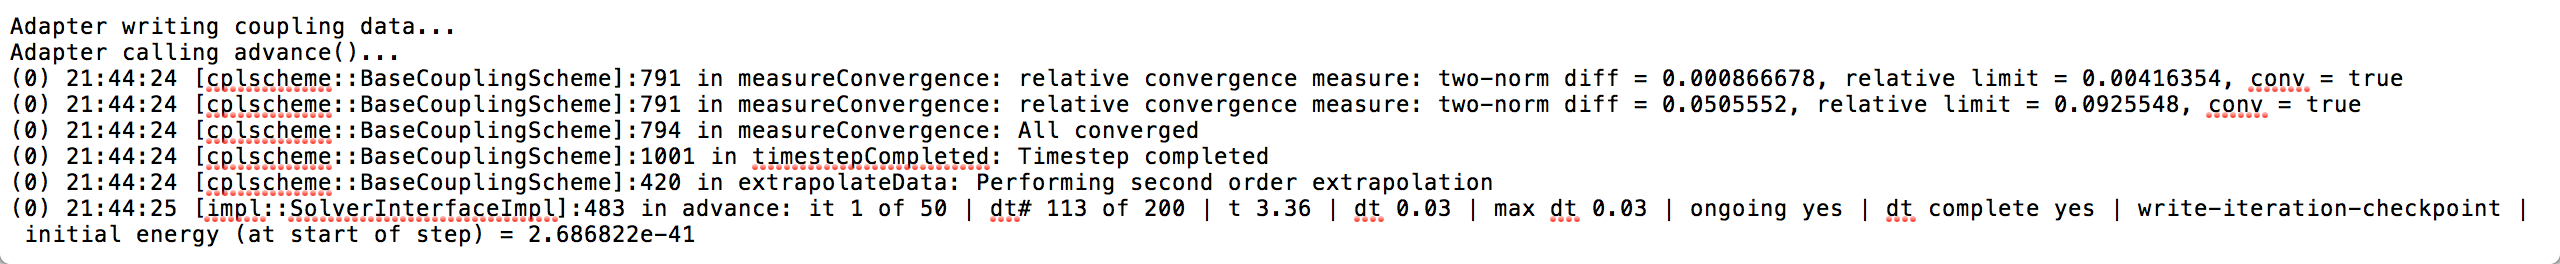 Adapter writing coupling data...
Adapter calling advance()...
(0) 21:44:24 [cplscheme::BaseCouplingScheme]:791 in measureConvergence: relative convergence measure: two-norm diff = 0.000866678, relative limit = 0.00416354, conv = true
(0) 21:44:24 [cplscheme::BaseCouplingScheme]:791 in measureConvergence: relative convergence measure: two-norm diff = 0.0505552, relative limit = 0.0925548, conv = true
(0) 21:44:24 [cplscheme::BaseCouplingScheme]:794 in measureConvergence: All converged
(0) 21:44:24 [cplscheme::BaseCouplingScheme]:1001 in timestepCompleted: Timestep completed
(0) 21:44:24 [cplscheme::BaseCouplingScheme]:420 in extrapolateData: Performing second order extrapolation
(0) 21:44:25 [impl::SolverInterfaceImpl]:483 in advance: it 1 of 50 | dt# 113 of 200 | t 3.36 | dt 0.03 | max dt 0.03 | ongoing yes | dt complete yes | write-iteration-checkpoint |
initial energy (at start of step) = 2.686822e-41